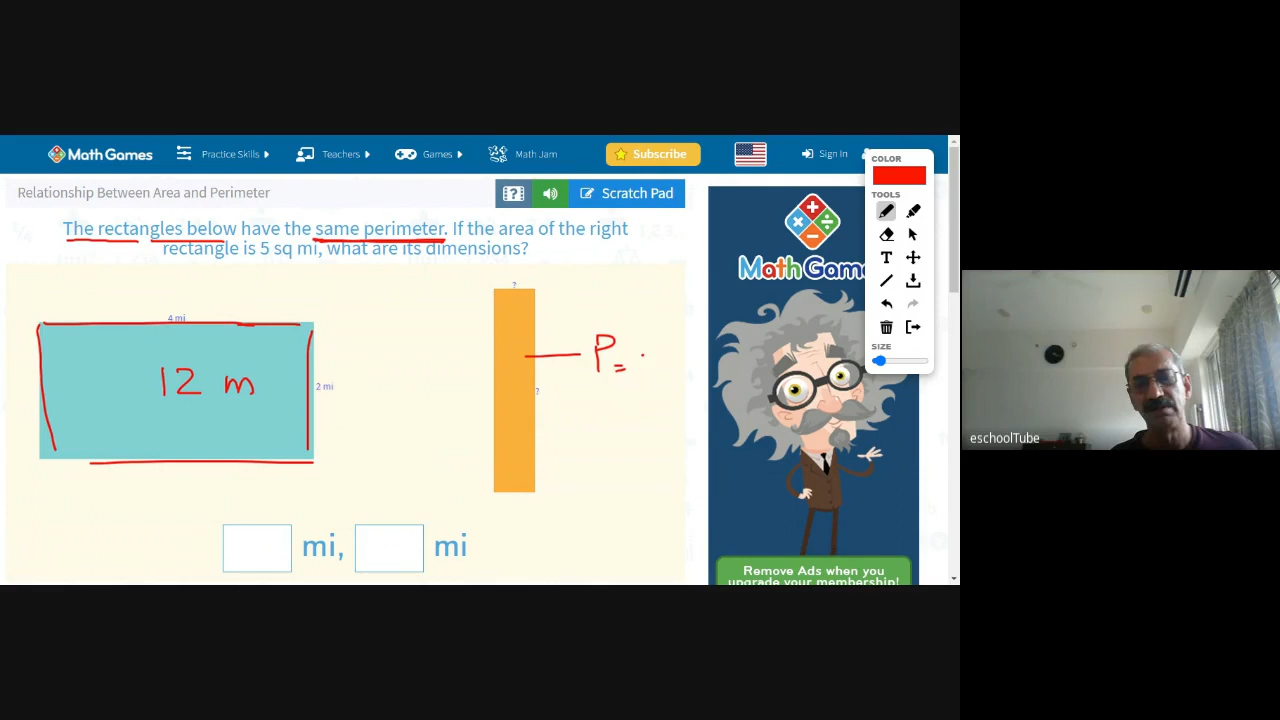 Math Games
Practice Skills
Teachers
Games
Math Jam
Subscribe
Sign In
COLOR
TOOLS
T
SIZE
Relationship Between Area and Perimeter
?
Scratch Pad
The rectangles below have the same perimeter. If the area of the right
rectangle is 5 sq mi, what are its dimensions?
4 mi
12 m
2 mi
?
?
P =
mi, mi
Math Game
Remove Ads when you
upgrade your membership!
eschoolTube